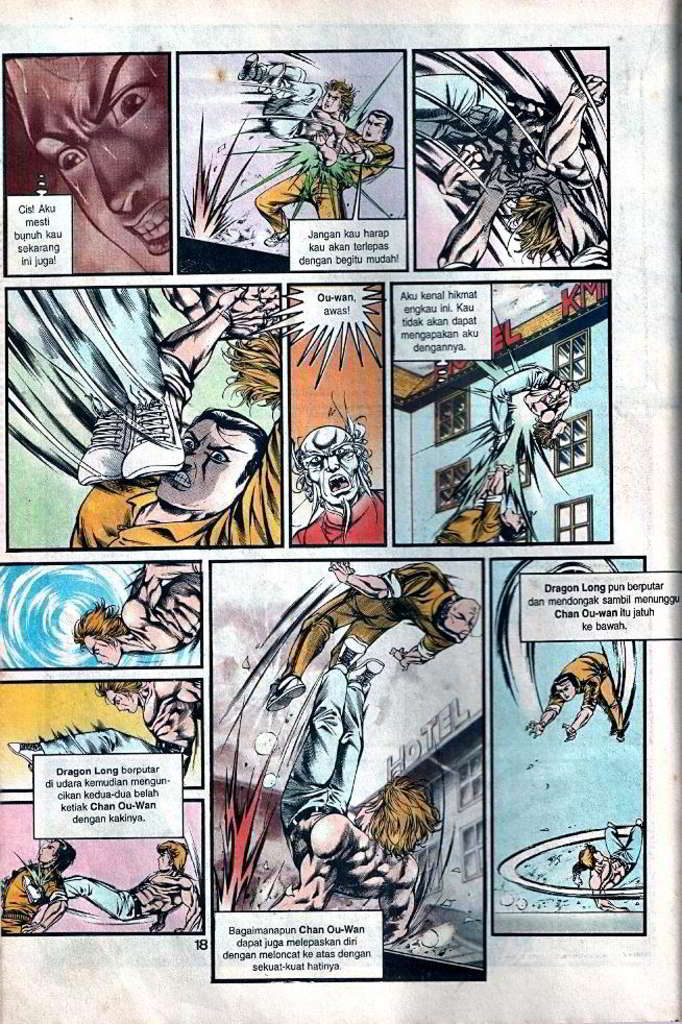 Cis! Aku
mesti
bunuh kau
sekarang
ini juga!
Jangan kau harap
kau akan terlepas
dengan begitu mudah!
Ou-wan,
awas!
Aku kenal hikmat
engkau ini. Kau
tidak akan dapat
mengapakan aku
dengannya.
KM
EL
Dragon Long berputar
di udara kemudian mengun-
cikan kedua-dua belah
ketiak Chan Ou-Wan
dengan kakinya.
HOTEL
Bagaimanapun Chan Ou-Wan
dapat juga melepaskan diri
dengan meloncat ke atas dengan
sekuat-kuat hatinya.
Dragon Long pun berputar
dan mendongak sambil menunggu
Chan Ou-wan itu jatuh
ke bawah.
18